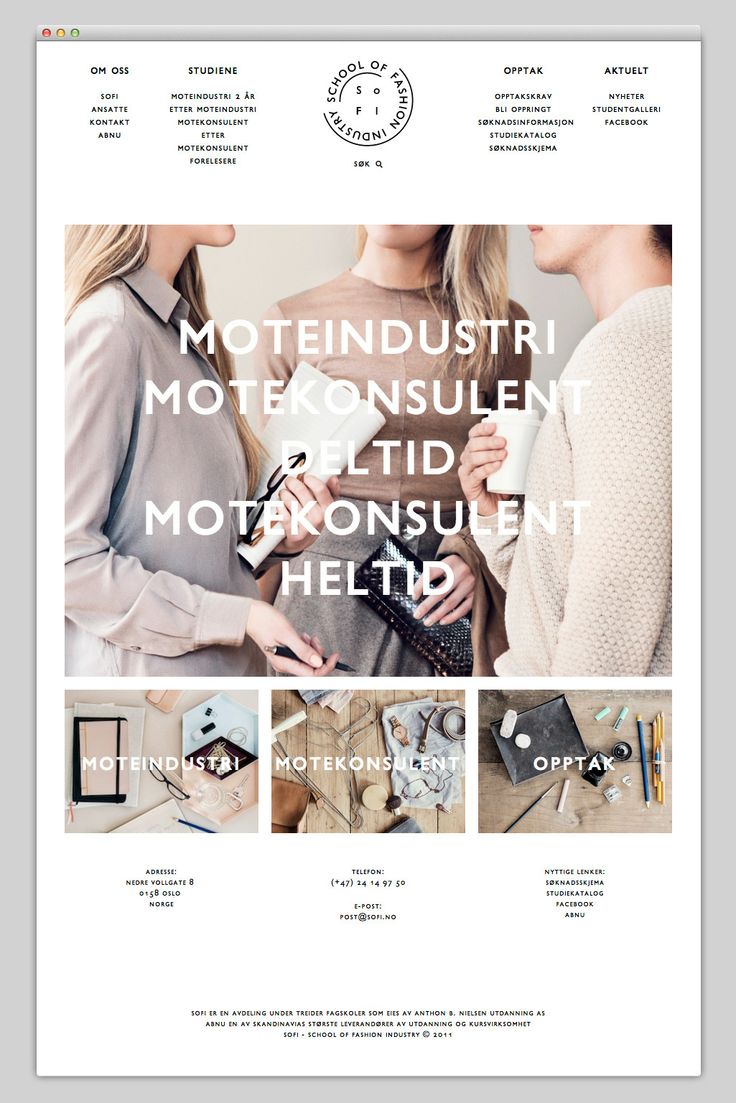 OM OSS
SOFI
ANSATTE
KONTAKT
ABNU
STUDIENE
MOTEINDUSTRI 2 ÅR
ETTER MOTEINDUSTRI
MOTEKONSULENT
ETTER
MOTEKONSULENT
FORELESERE
SCHOOL OF FASHION INDUSTRY
SoFI
SØK
OPPTAK
OPPTAKSKRAV
BLI OPPRINGT
SØKNADSINFORMASJON
STUDIEKATALOG
SØKNADSSKJEMA
AKTUELT
NYHETER
STUDENTGALLERI
FACEBOOK
MOTEINDUSTRI
MOTEKONSULENT
DELTID
MOTEKONSULENT
HELTID
MOTEINDUSTRI
MOTEKONSULENT
OPPTAK
ADRESSE:
NEDRE VOLLGATE 8
0158 OSLO
NORGE
TELEFON:
(+47) 24 14 97 50
E-POST:
POST@SOFI.NO
NYTTIGE LENKER:
SØKNADSSKJEMA
STUDIEKATALOG
FACEBOOK
ABNU
SOFI ER EN AVDELING UNDER TREIDER FAGSKOLER SOM EIES AV ANTHON B. NIELSEN UTDANNING AS
ABNU EN AV SKANDINAVIAS STØRSTE LEVERANDØRER AV UTDANNING OG KURSVIRKSOMHET
SOFI - SCHOOL OF FASHION INDUSTRY © 2011